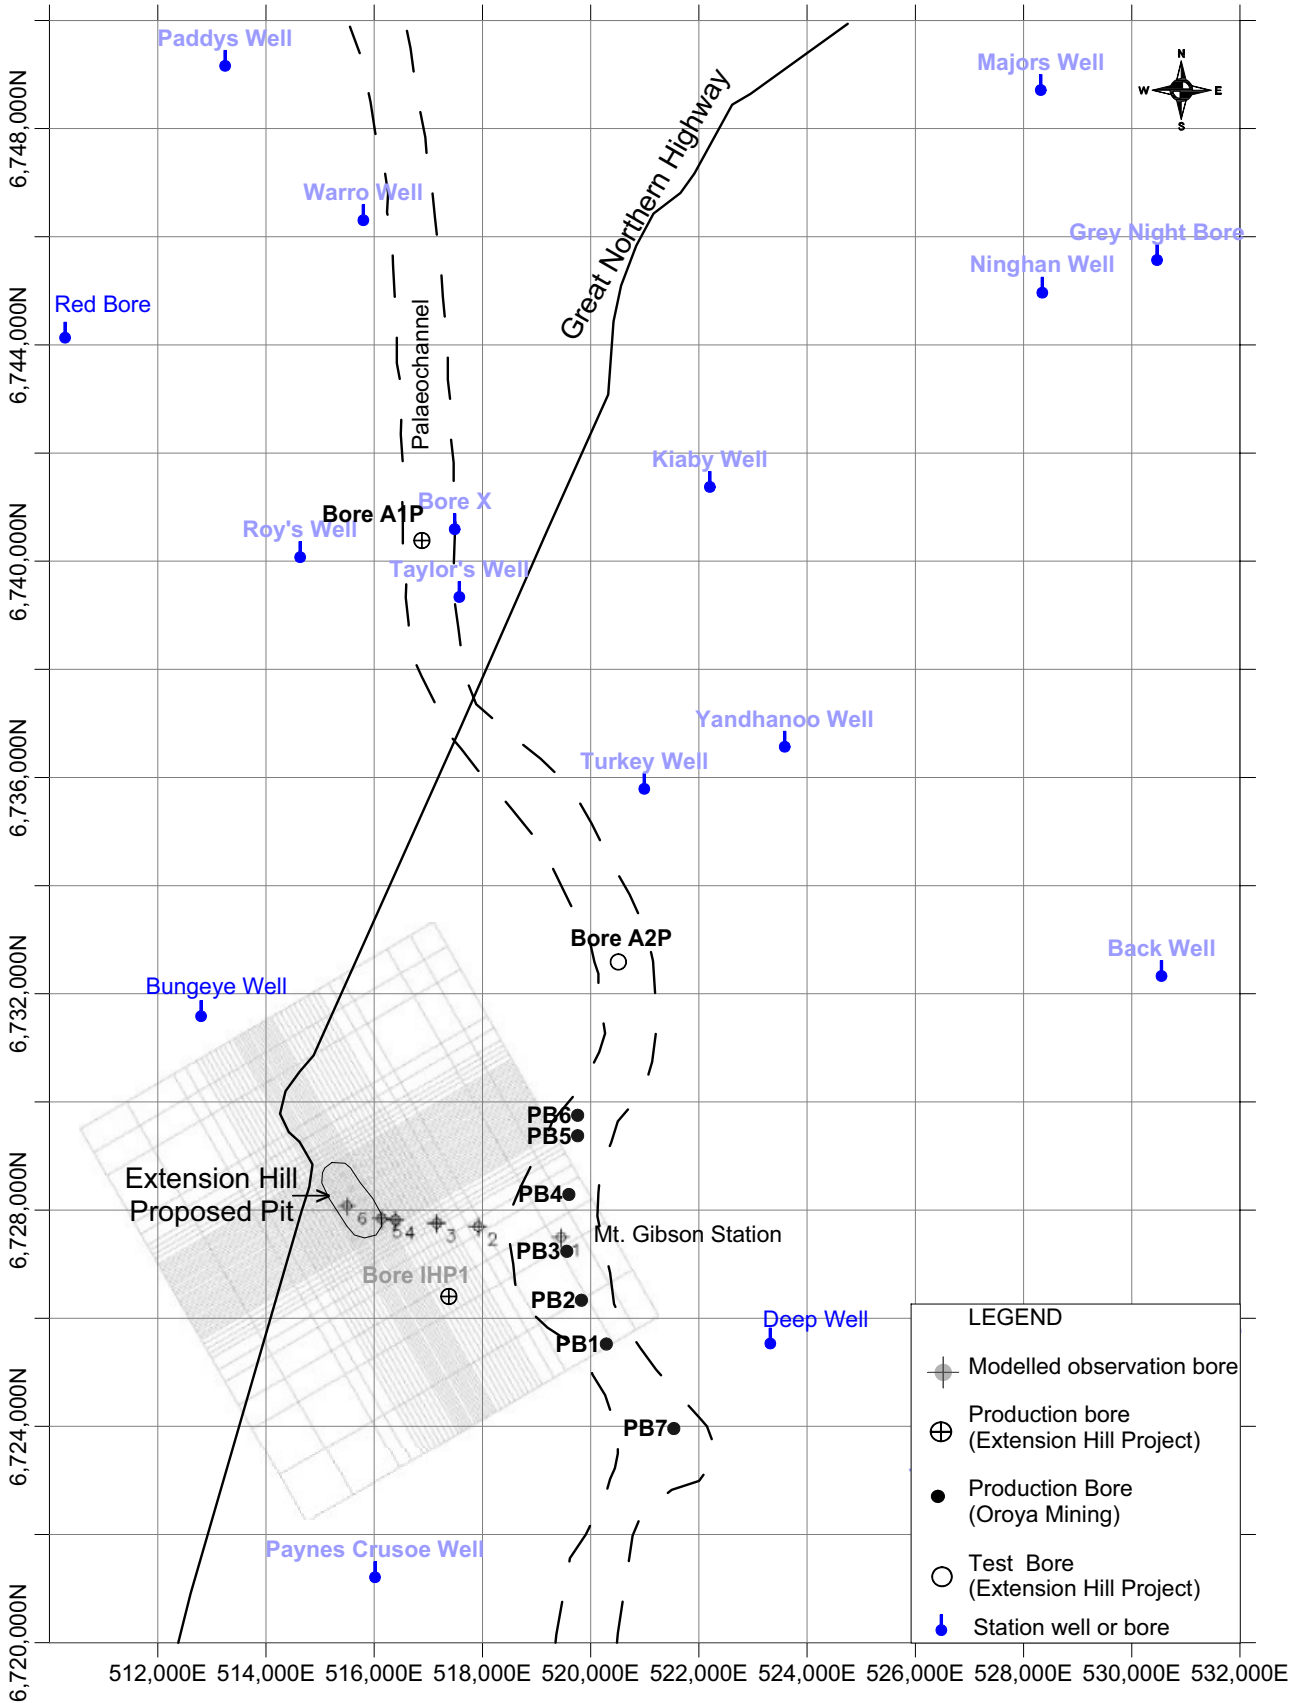 Paddys Well
Majors Well
N
W
E
S
6,748,000N
Great Northern Highway
Warro Well
Grey Night Bore
Ninghan Well
Red Bore
6,744,000N
Palaeochannel
Kiaby Well
Bore X
Bore A1P
Roy's Well
6,740,000N
Taylor's Well
Yandhanoo Well
Turkey Well
6,736,000N
Bore A2P
Back Well
6,732,000N
Bungeye Well
PB6
PB5
Extension Hill
Proposed Pit
PB4
6,728,000N
6
5
4
3
2
1
Mt. Gibson Station
PB3
Bore IHP1
PB2
PB1
Deep Well
PB7
6,724,000N
Paynes Crusoe Well
6,720,000N
LEGEND
Modelled observation bore
Production bore
(Extension Hill Project)
Production Bore
(Oroya Mining)
Test Bore
(Extension Hill Project)
Station well or bore
512,000E
514,000E
516,000E
518,000E
520,000E
522,000E
524,000E
526,000E
528,000E
530,000E
532,000E